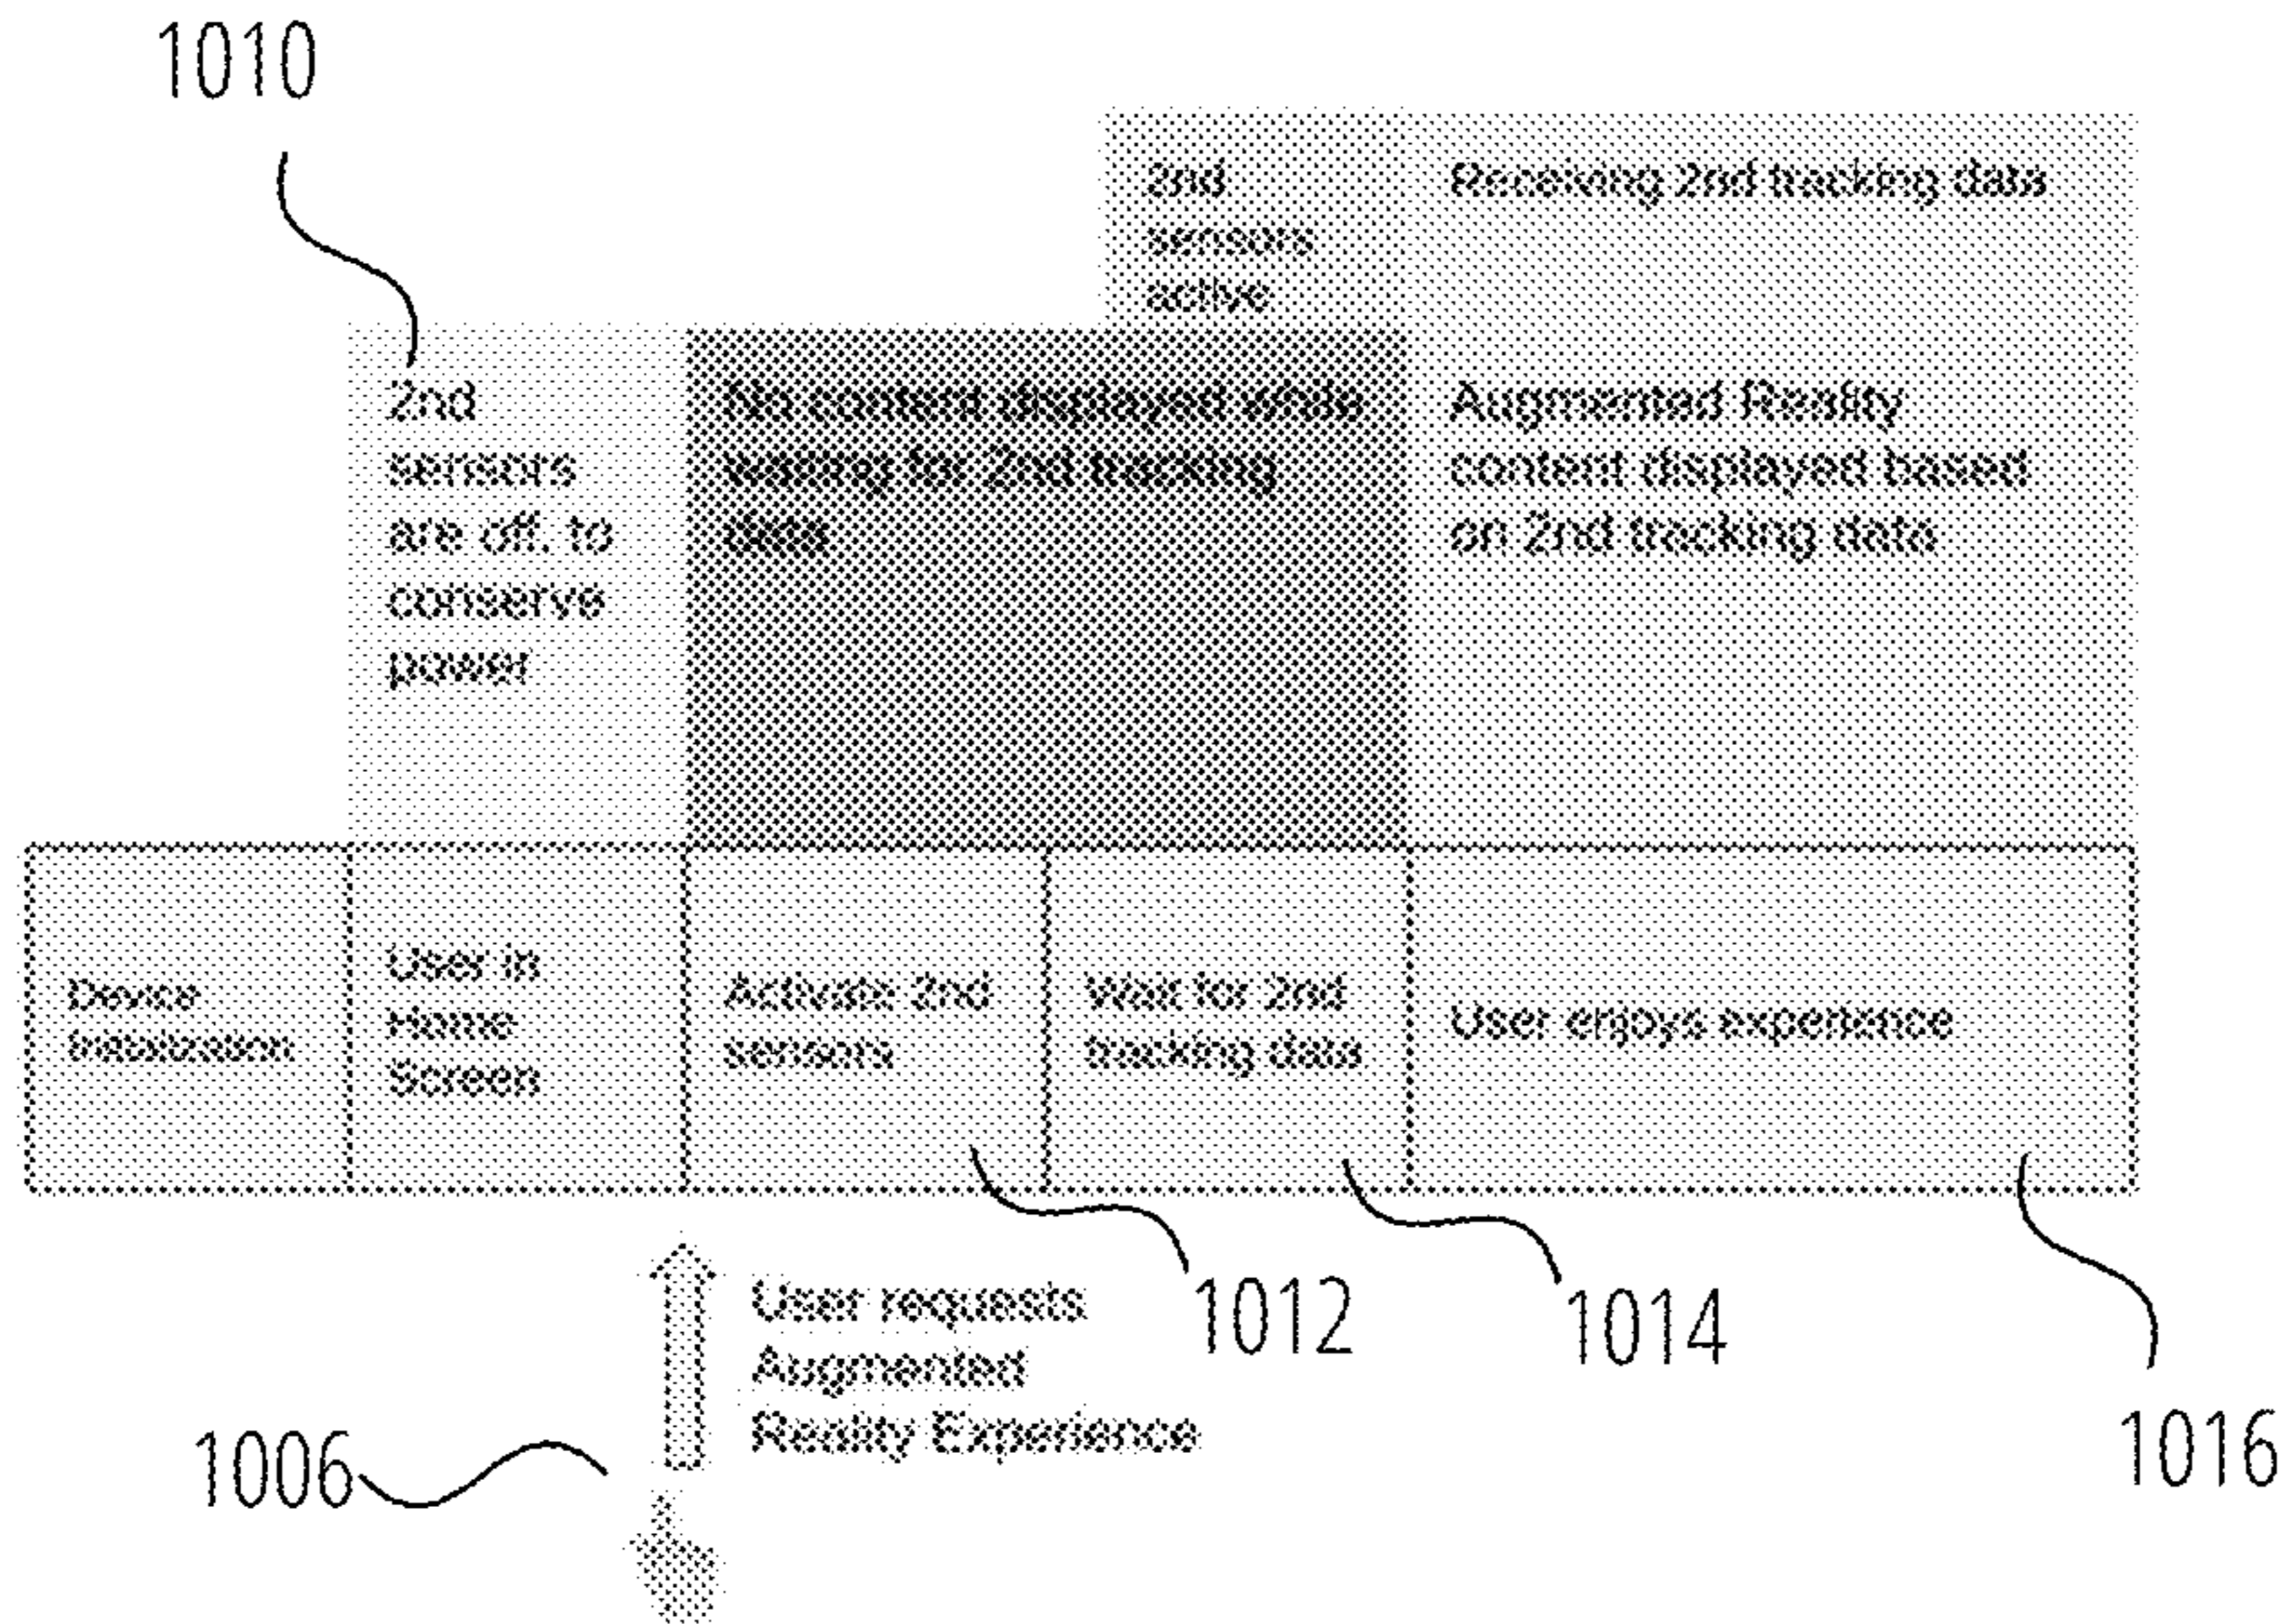 1010
2nd
sensors
active
Receiving 2nd tracking data
2nd
sensors
are off, to
conserve
power
No content displayed while
waiting for 2nd tracking
data
Augmented Reality
content displayed based
on 2nd tracking data
Device
Initialization
User in
Home
Screen
Activate 2nd
sensors
Wait for 2nd
tracking data
User enjoys experience
User requests
Augmented
Reality Experience
1012
1014
1006
1016